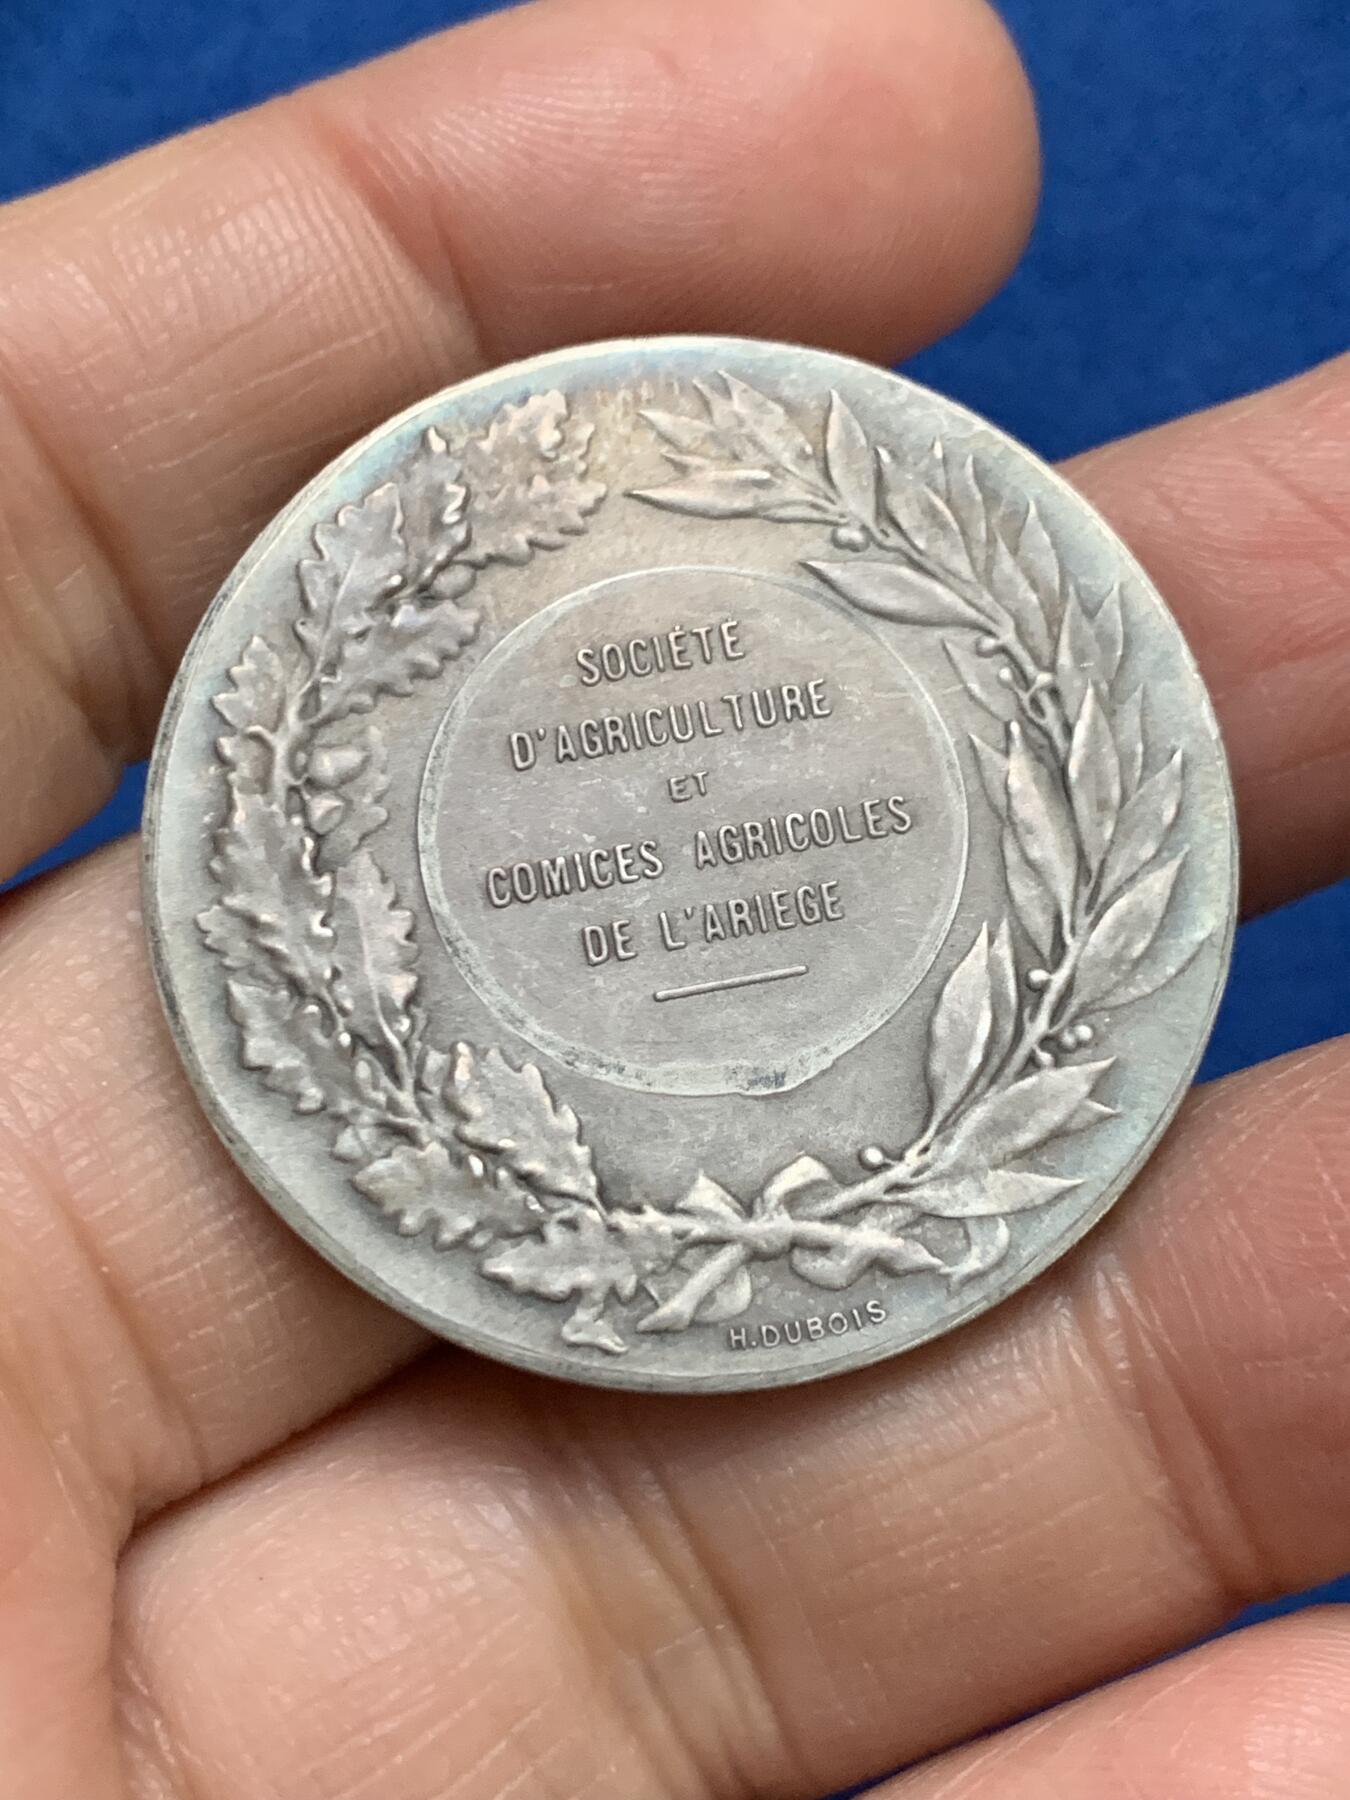 SOCIÉTÉ
D'AGRICULTURE
ET
COMICES AGRICOLES
DE L'ARIEGE
H.DUBOIS